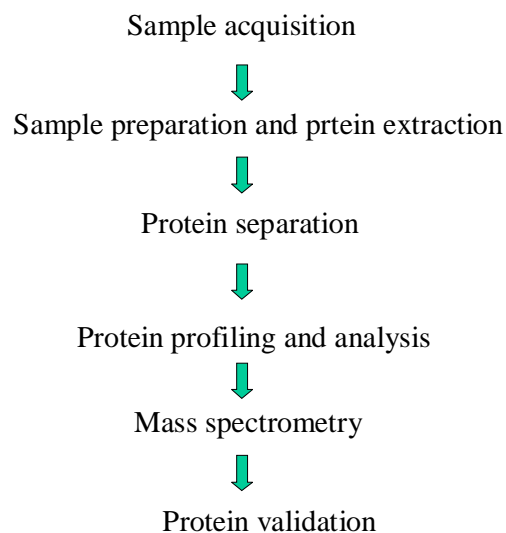 Sample acquisition
Sample preparation and prtein extraction
Protein separation
Protein profiling and analysis
Mass spectrometry
Protein validation